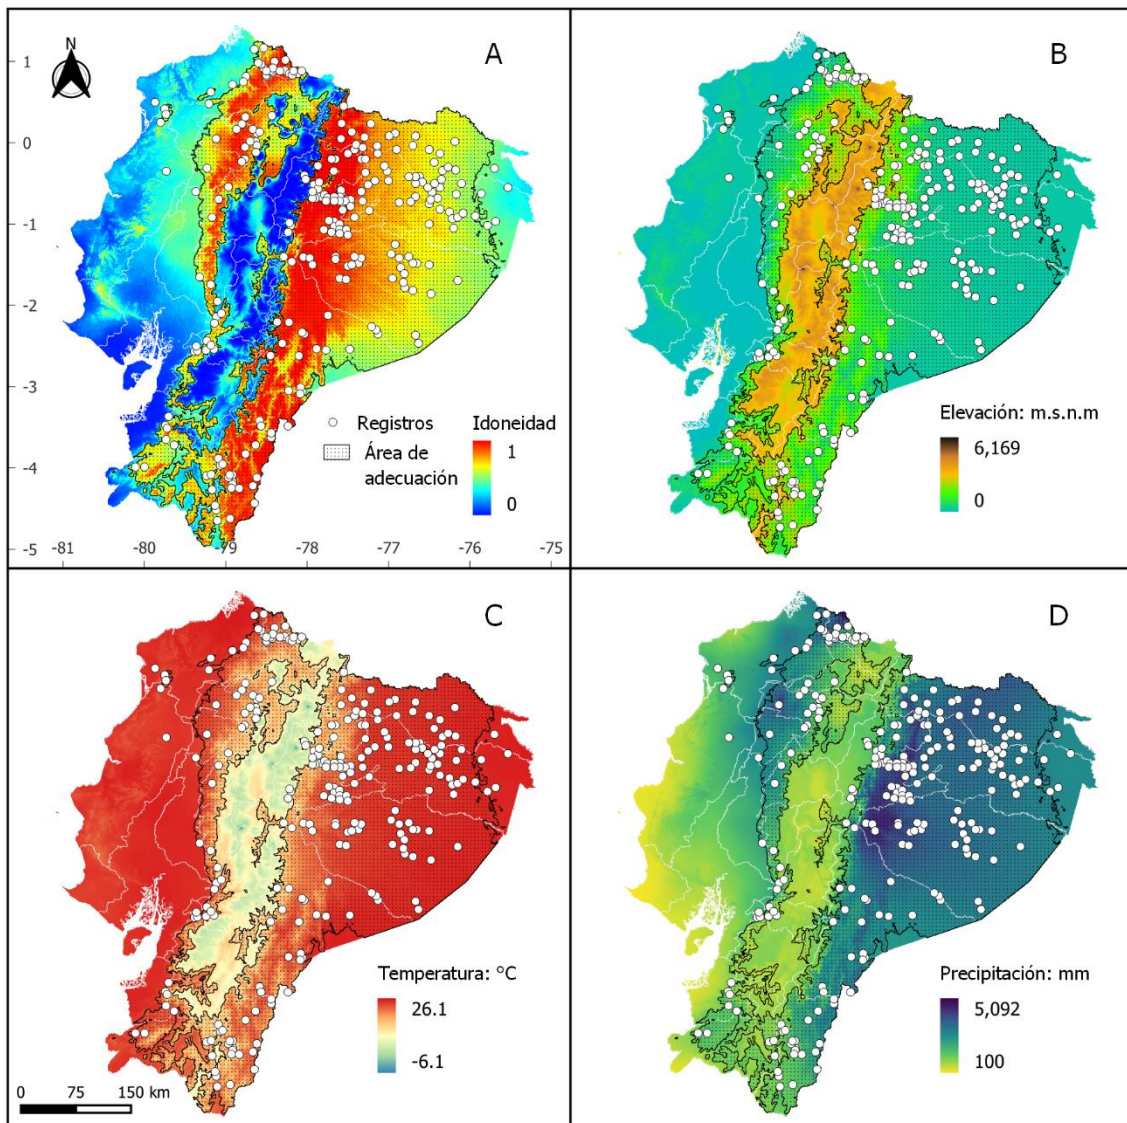 A
N
1
0
-1
-2
-3
-4
-5
-81
-80
-79
-78
-77
-76
-75
Registros
Área de
adecuación
Idoneidad
1
0
B
Elevación: m.s.n.m
6,169
0
C
Temperatura: °C
26.1
-6.1
0 75 150 km
D
Precipitación: mm
5,092
100